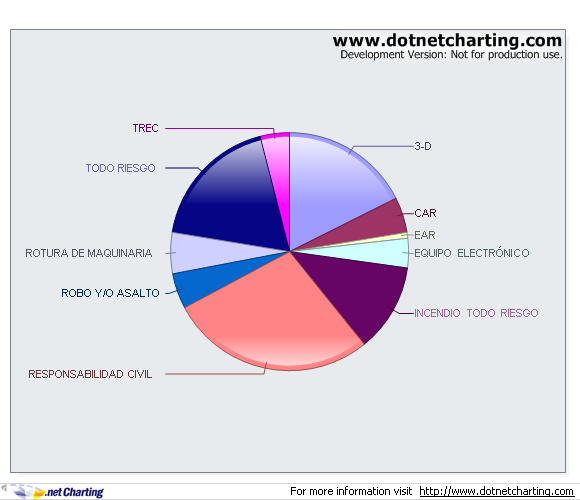 www.dotnetcharting.com
Development Version: Not for production use.
TREC
3-D
TODO RIESGO
CAR
EAR
ROTURA DE MAQUINARIA
EQUIPO ELECTRÓNICO
ROBO Y/O ASALTO
INCENDIO TODO RIESGO
RESPONSABILIDAD CIVIL
.net Charting
For more information visit http://www.dotnetcharting.com